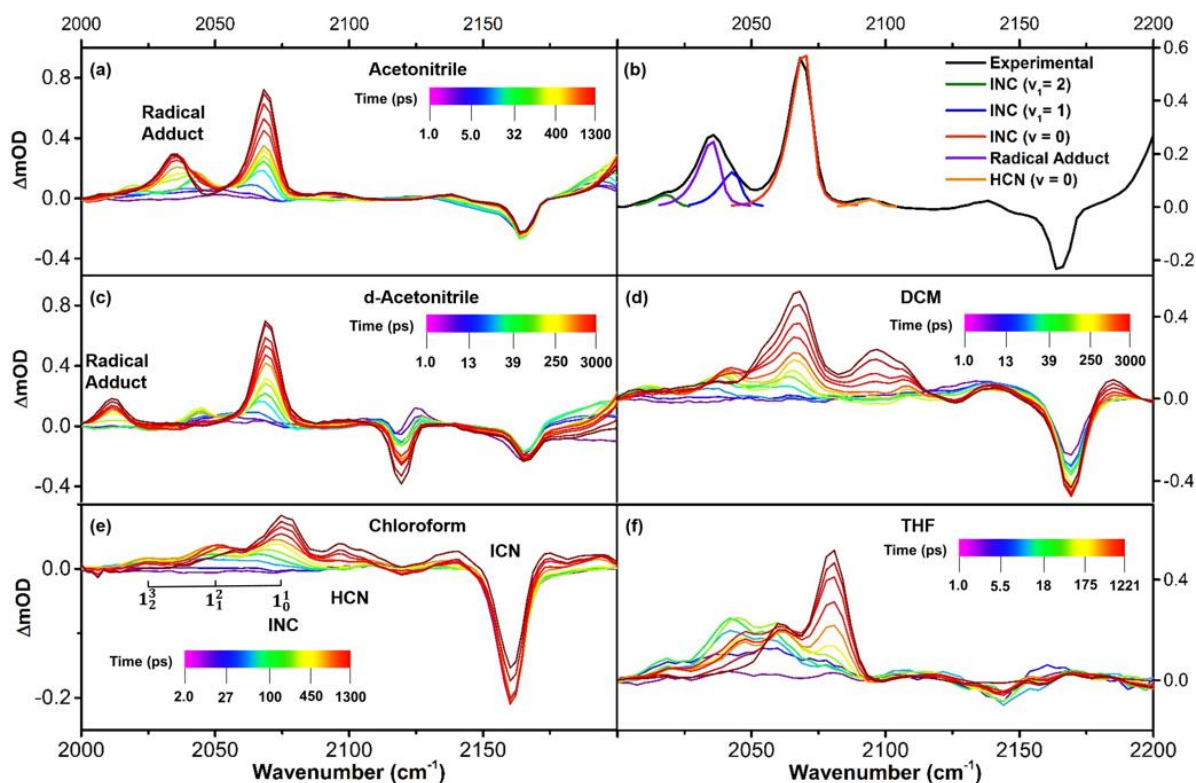 2000 2050 2100 2150
2050 2100 2150 2200
(a) Acetonitrile
Time (ps)
1.0 5.0 32 400 1300
Radical
Adduct
ΔmOD
0.8
0.4
0.0
-0.4
(b)
Experimental
INC (v₁= 2)
INC (v₁= 1)
INC (v = 0)
Radical Adduct
HCN (v = 0)
0.6
0.4
0.2
0.0
-0.2
(c) d-Acetonitrile
Time (ps)
1.0 13 39 250 3000
Radical
Adduct
ΔmOD
0.8
0.4
0.0
-0.4
(d) DCM
Time (ps)
1.0 13 39 250 3000
0.4
0.0
-0.4
(e) Chloroform
ICN
HCN
1₂³ 1₁² 1₀¹
INC
Time (ps)
2.0 27 100 450 1300
ΔmOD
0.0
-0.2
(f) THF
Time (ps)
1.0 5.5 18 175 1221
0.4
0.0
2000 2050 2100 2150
2050 2100 2150 2200
Wavenumber (cm⁻¹)
Wavenumber (cm⁻¹)